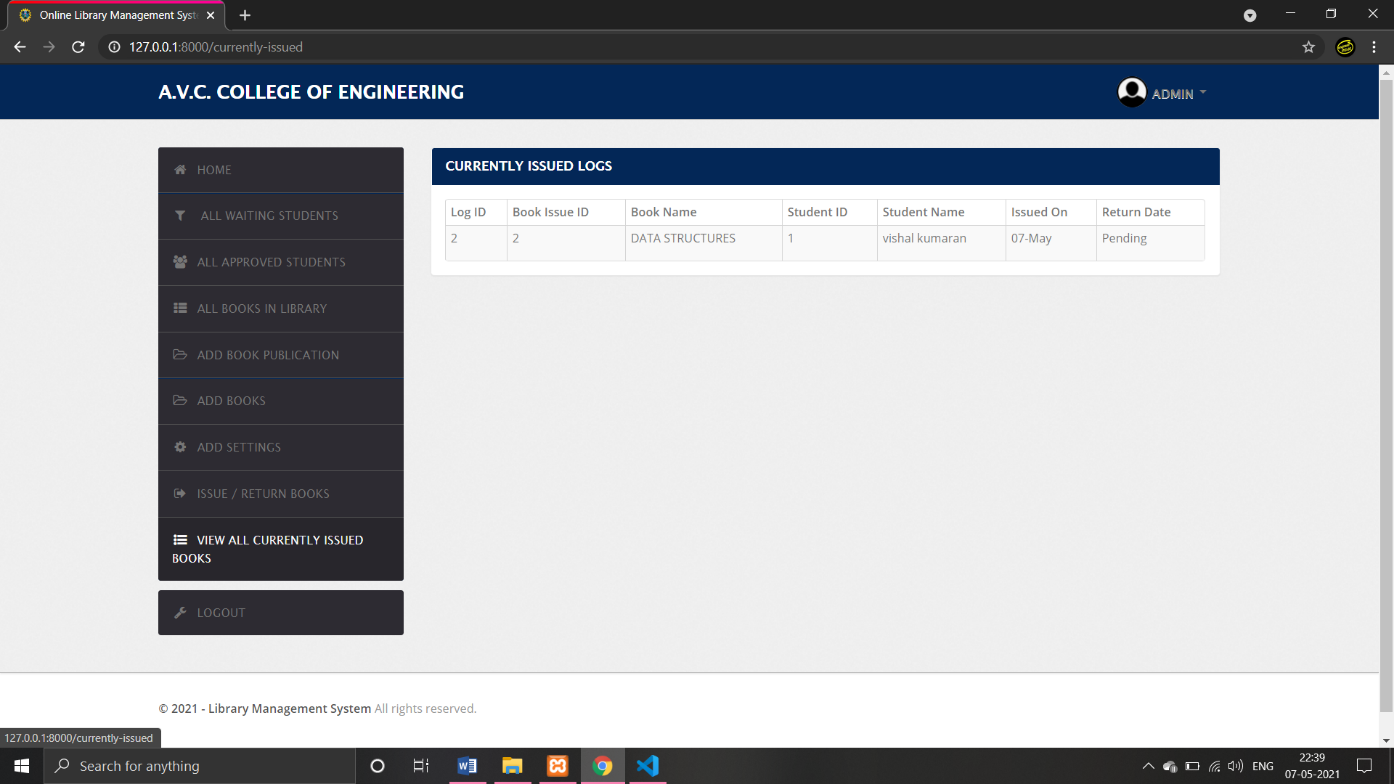 Online Library Management Syst
127.0.0.1:8000/currently-issued
A.V.C. COLLEGE OF ENGINEERING
ADMIN
HOME
ALL WAITING STUDENTS
ALL APPROVED STUDENTS
ALL BOOKS IN LIBRARY
ADD BOOK PUBLICATION
ADD BOOKS
ADD SETTINGS
ISSUE / RETURN BOOKS
VIEW ALL CURRENTLY ISSUED
BOOKS
LOGOUT
CURRENTLY ISSUED LOGS
Log ID Book Issue ID Book Name Student ID Student Name Issued On Return Date
2 2 DATA STRUCTURES 1 vishal kumaran 07-May Pending
© 2021 - Library Management System All rights reserved.
127.0.0.1:8000/currently-issued
Search for anything
ENG
22:39
07-05-2021